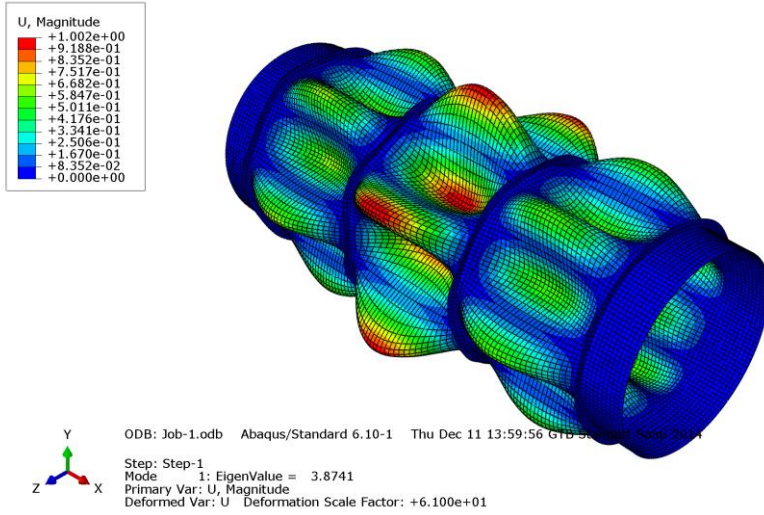 U, Magnitude
+1.002e+00
+9.188e-01
+8.352e-01
+7.517e-01
+6.682e-01
+5.847e-01
+5.011e-01
+4.176e-01
+3.341e-01
+2.506e-01
+1.670e-01
+8.352e-02
+0.000e+00
ODB: Job-1.odb Abaqus/Standard 6.10-1 Thu Dec 11 13:59:56 GTB 2014
Step: Step-1
Mode 1: EigenValue = 3.8741
Primary Var: U, Magnitude
Deformed Var: U Deformation Scale Factor: +6.100e+01
Y
Z
X